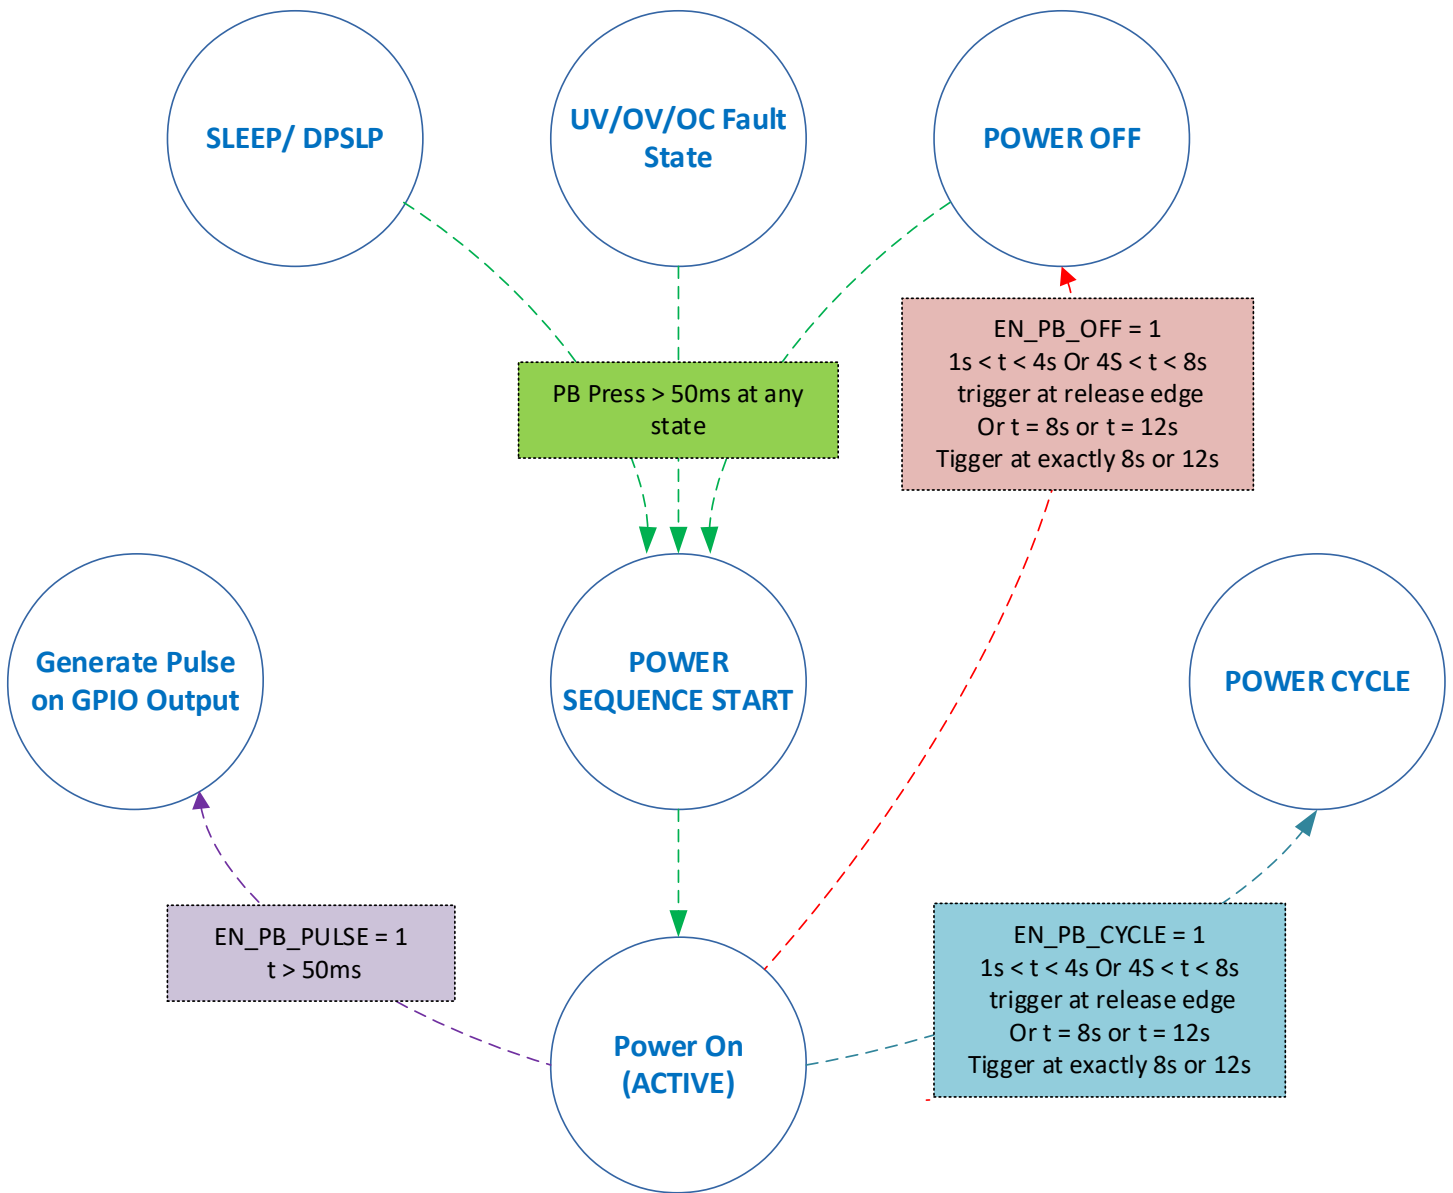 SLEEP/ DPSLP
UV/OV/OC Fault
State
POWER OFF
EN_PB_OFF = 1
1s < t < 4s Or 4S < t < 8s
trigger at release edge
Or t = 8s or t = 12s
Tigger at exactly 8s or 12s
PB Press > 50ms at any
state
Generate Pulse
on GPIO Output
POWER
SEQUENCE START
POWER CYCLE
EN_PB_PULSE = 1
t > 50ms
EN_PB_CYCLE = 1
1s < t < 4s Or 4S < t < 8s
trigger at release edge
Or t = 8s or t = 12s
Tigger at exactly 8s or 12s
Power On
(ACTIVE)